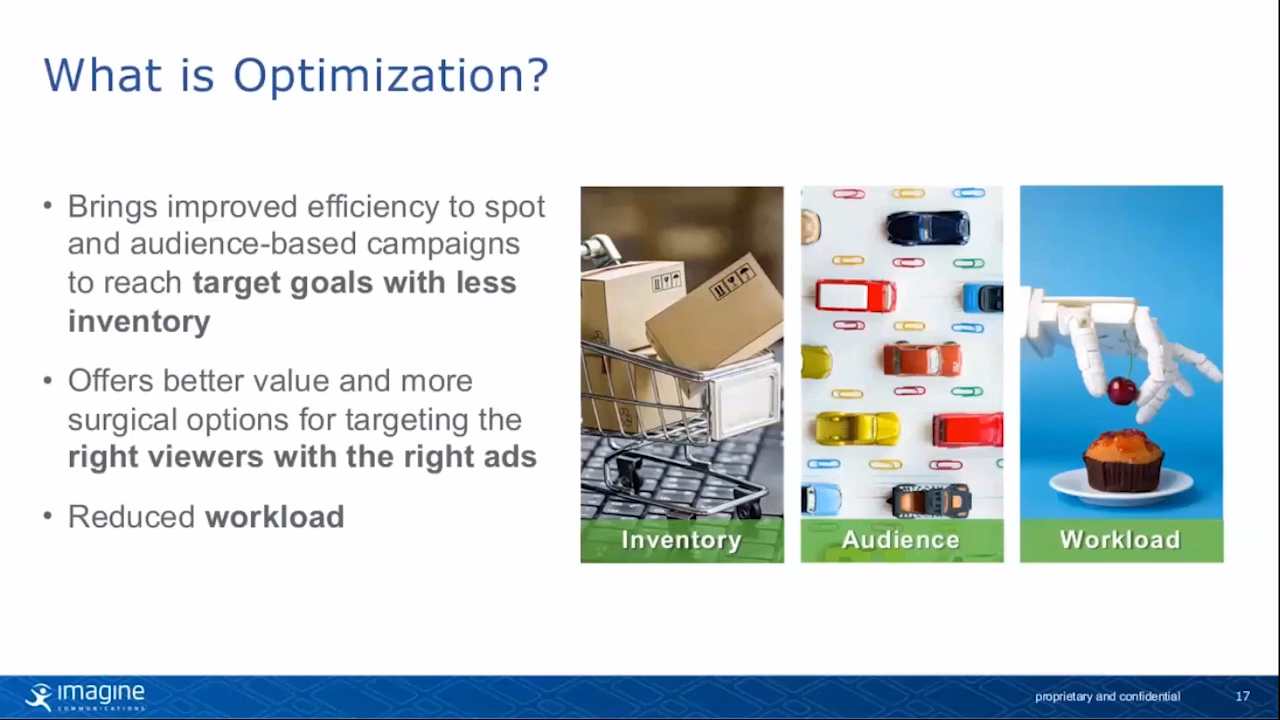 What is Optimization?
• Brings improved efficiency to spot
and audience-based campaigns
to reach target goals with less
inventory
• Offers better value and more
surgical options for targeting the
right viewers with the right ads
• Reduced workload
Inventory
Audience
Workload
imagine
COMMUNICATIONS
proprietary and confidential
17